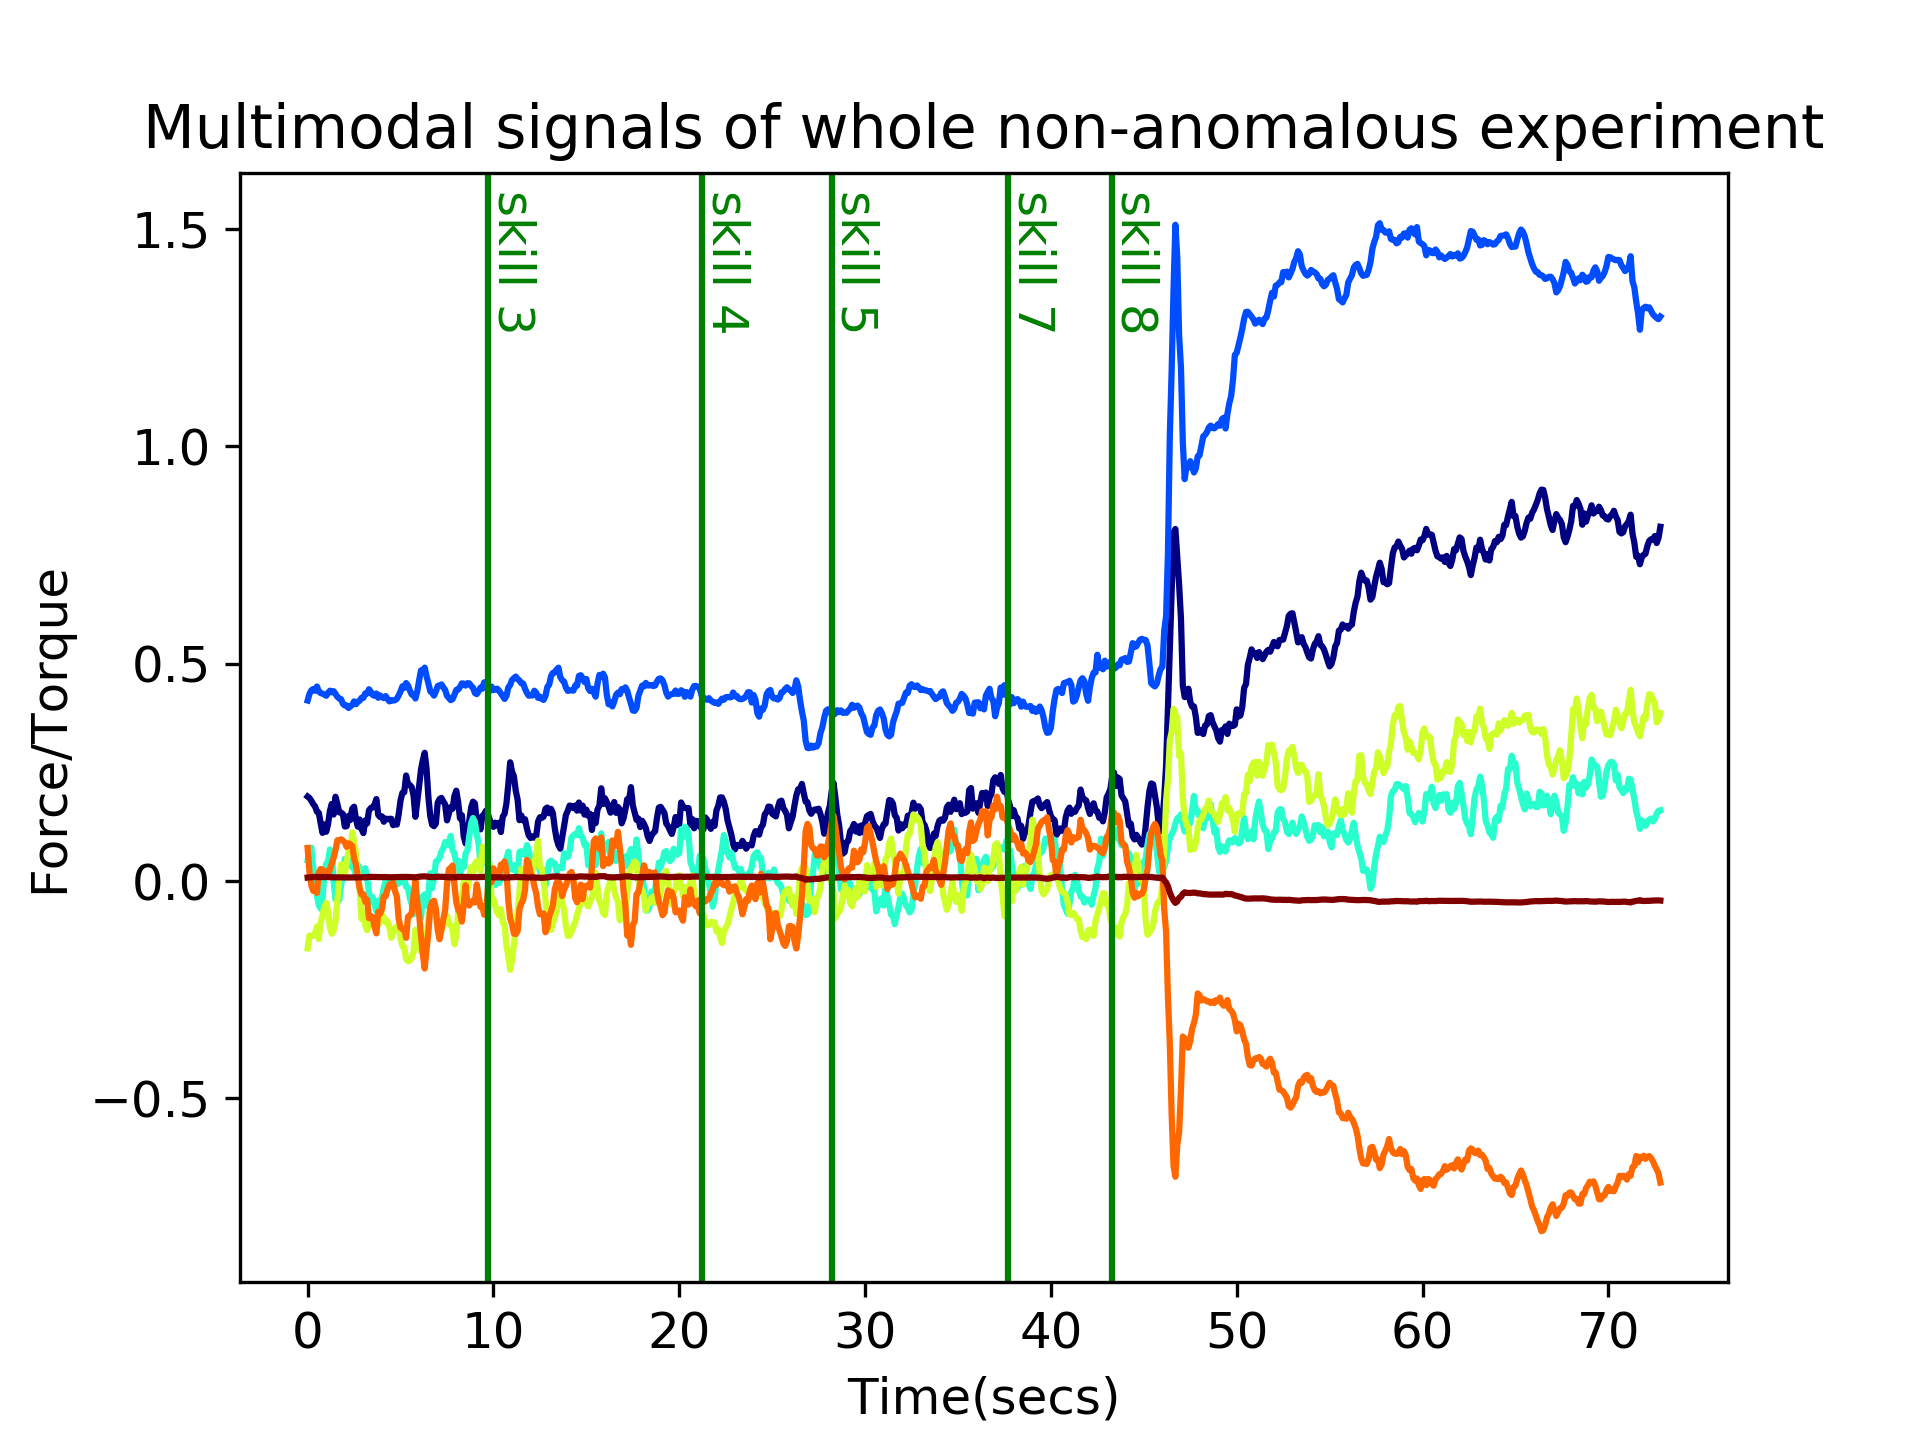 Multimodal signals of whole non-anomalous experiment
Force/Torque
1.5
1.0
0.5
0.0
−0.5
skill 3
skill 4
skill 5
skill 7
skill 8
0 10 20 30 40 50 60 70
Time(secs)